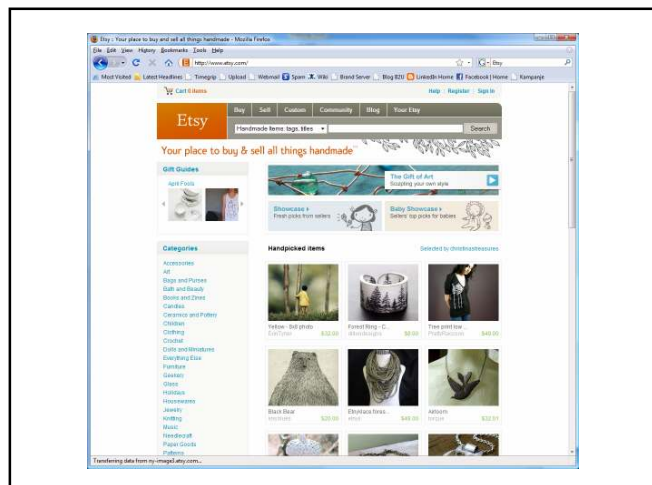 Etsy :: Your place to buy and sell all things handmade - Mozilla Firefox
File Edit View History Bookmarks Tools Help
http://www.etsy.com/
Etsy
Most Visited Latest Headlines Timegrip Upload Webmail Spam Wiki Brand Server Blog B2U LinkedIn Home Facebook | Home Kampanje
Cart 0 items
Help Register Sign In
Etsy
Buy Sell Custom Community Blog Your Etsy
Handmade items: tags, titles
Search
Your place to buy & sell all things handmade
Gift Guides
April Fools
The Gift of Art
Sculpting your own style
Showcase
Fresh picks from sellers
Baby Showcase
Sellers' top picks for babies
Categories
Accessories
Art
Bags and Purses
Bath and Beauty
Books and Zines
Candles
Ceramics and Pottery
Children
Clothing
Crochet
Dolls and Miniatures
Everything Else
Furniture
Geekery
Glass
Holidays
Housewares
Jewelry
Knitting
Music
Needlecraft
Paper Goods
Patterns
Handpicked items
Selected by
Yellow - 8x8 photo
$32.00
Forest Ring - C...
$8.00
Tree print low ...
$40.00
Black Bear
$20.00
$46.00
$32.51
Transferring data from ny-image3.etsy.com...